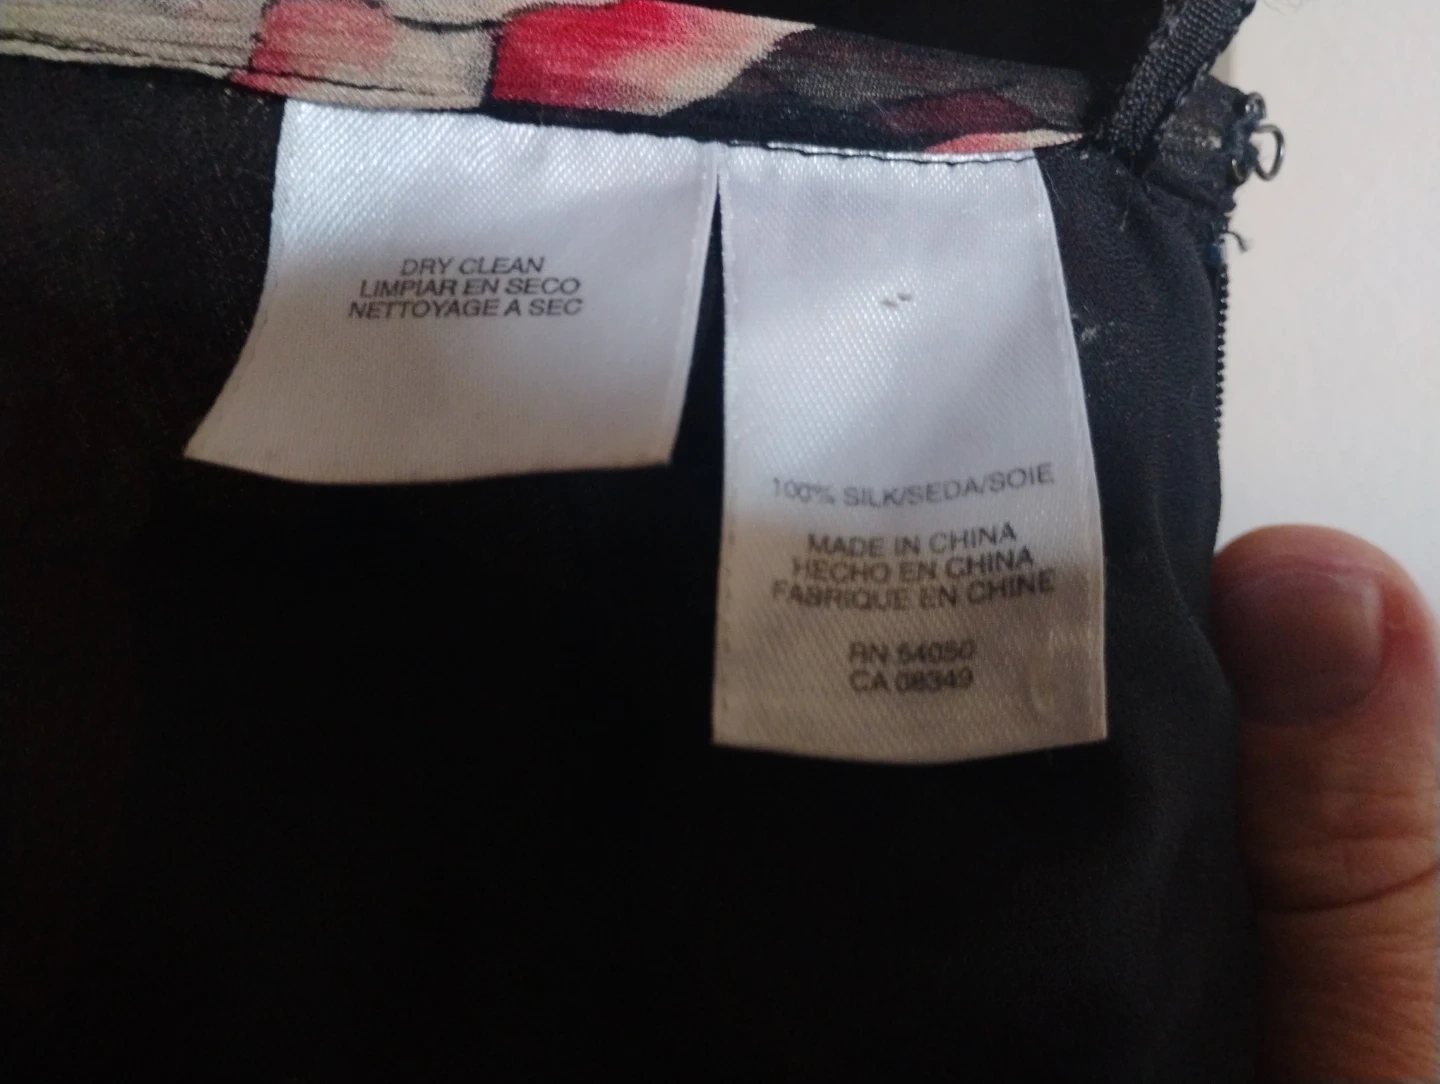 DRY CLEAN
LIMPIAR EN SECO
NETTOYAGE A SEC
100% SILK/SEDA/SOIE
MADE IN CHINA
HECHO EN CHINA
FABRIQUE EN CHINE
RN 54050
CA 08349